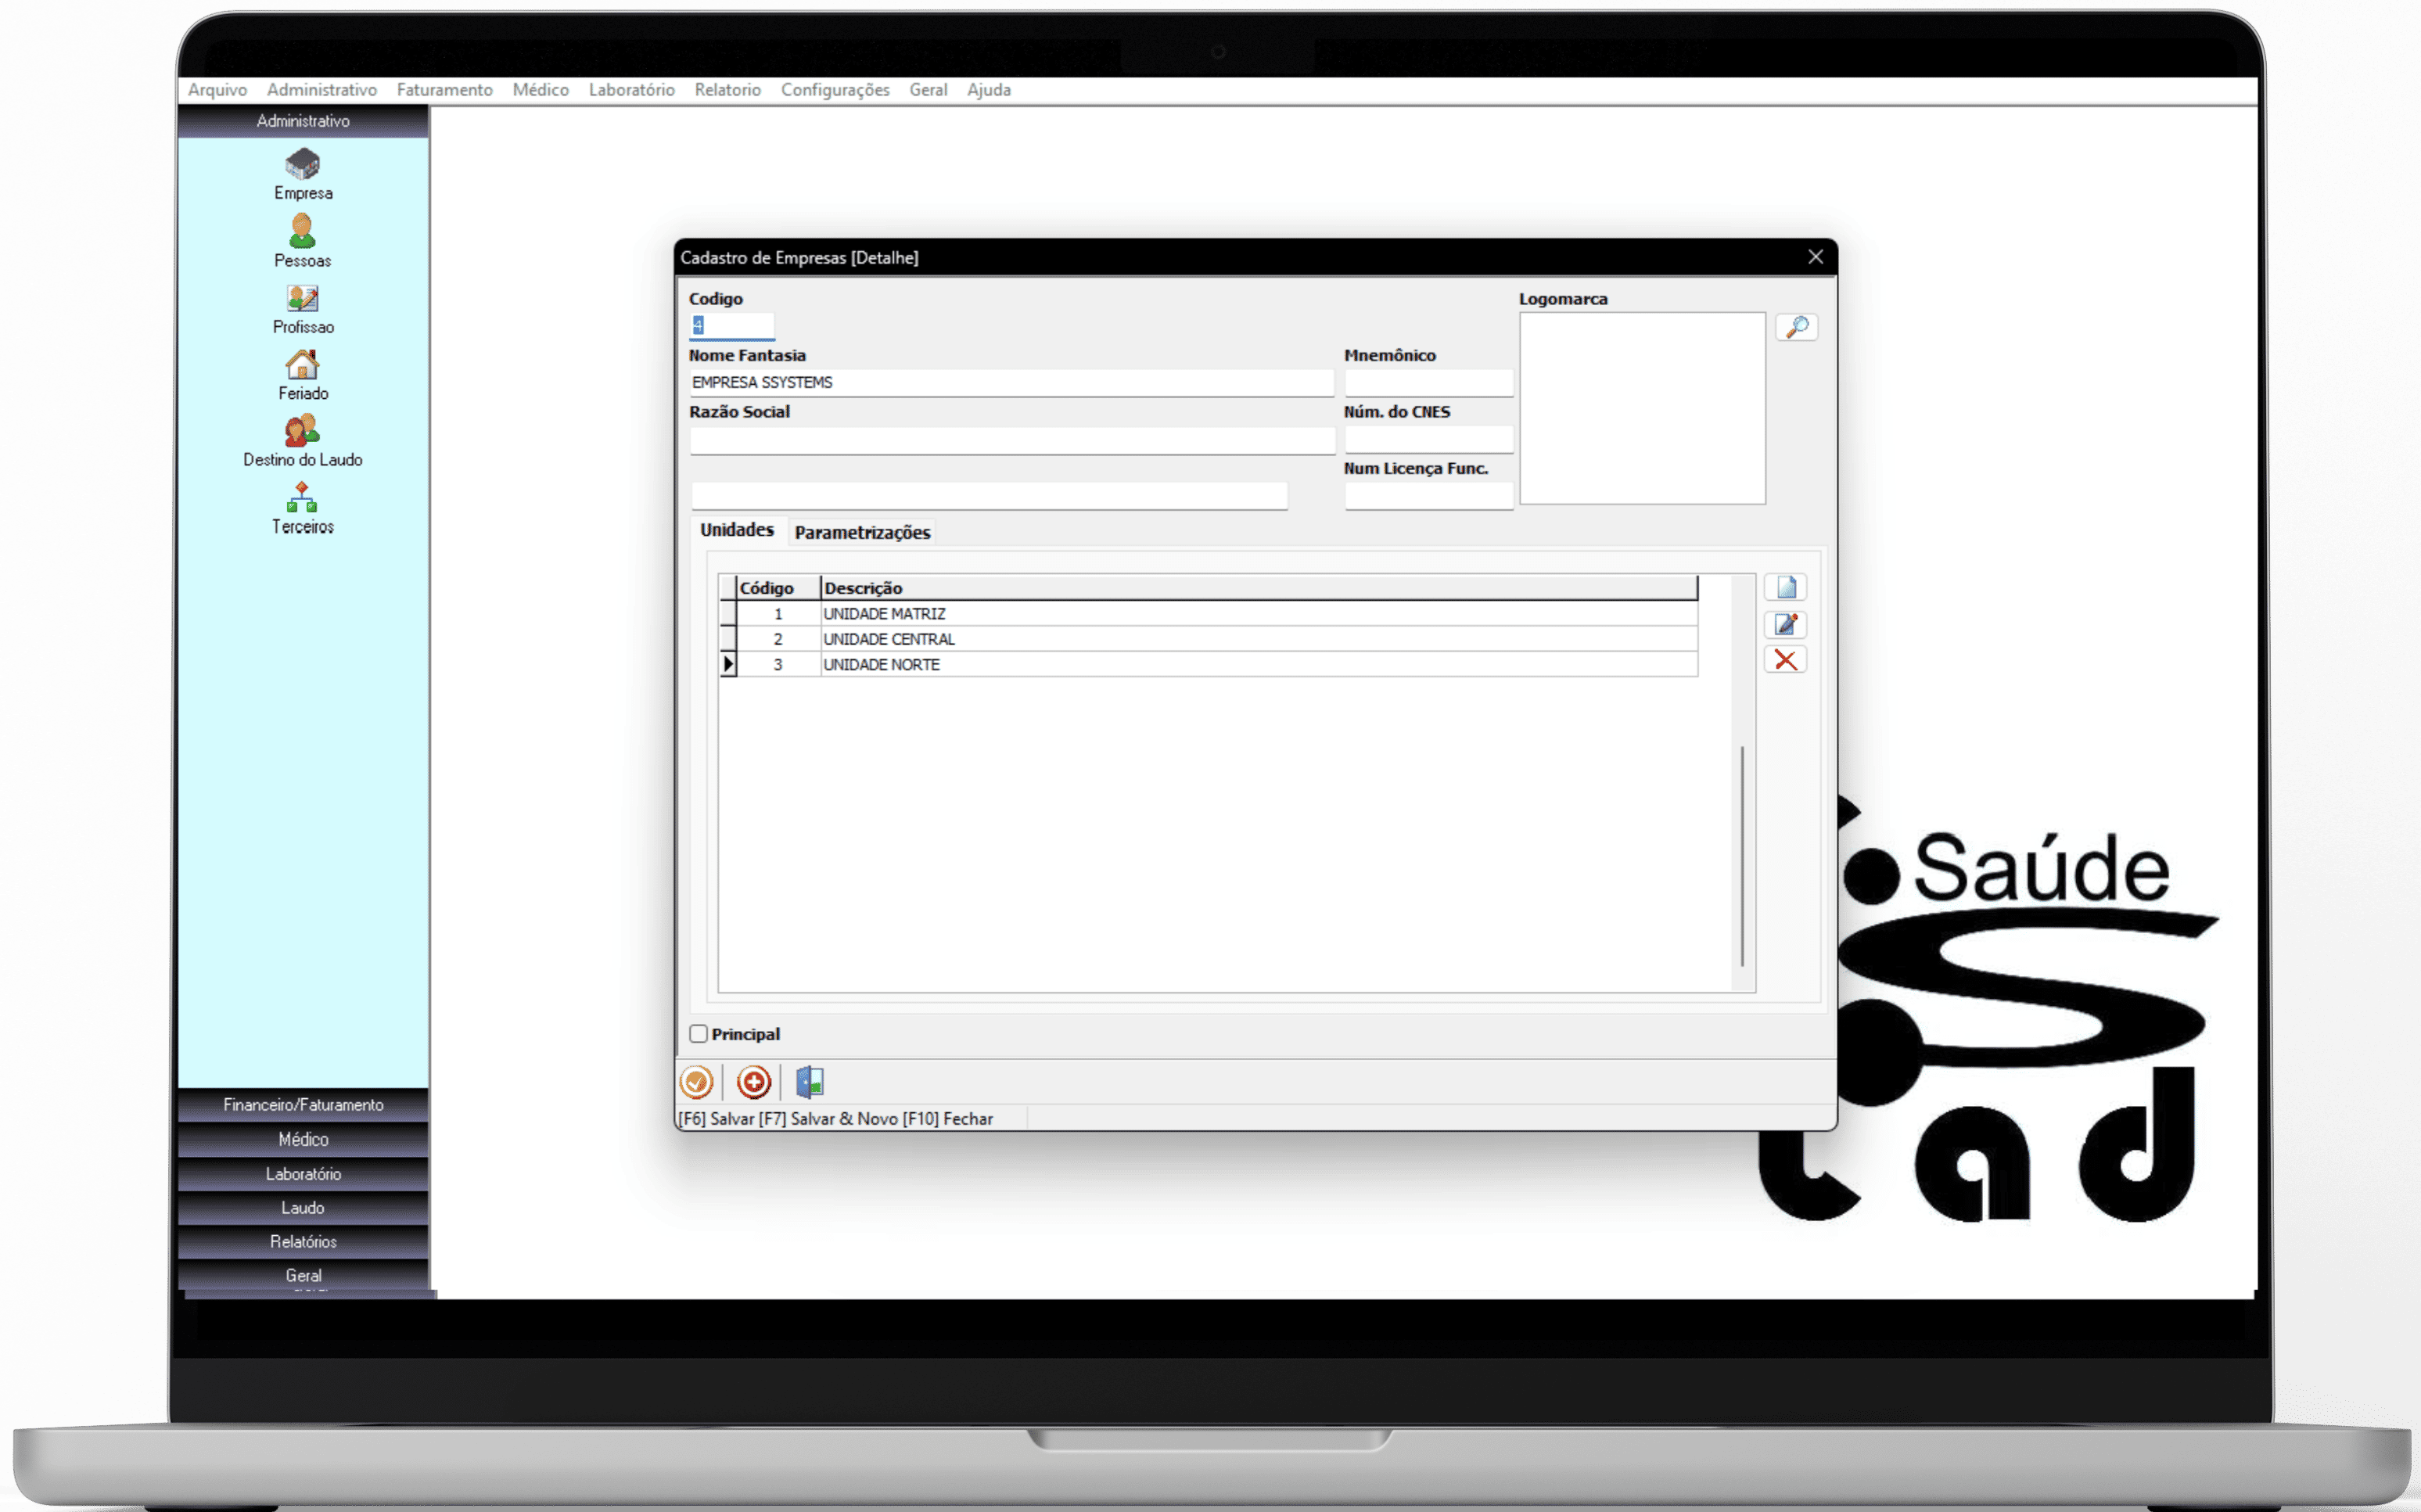 Arquivo Administrativo Faturamento Médico Laboratório Relatorio Configurações Geral Ajuda
Administrativo
Empresa
Pessoas
Profissao
Feriado
Destino do Laudo
Terceiros
Financeiro/Faturamento
Médico
Laboratório
Laudo
Relatórios
Geral
Cadastro de Empresas [Detalhe]
Codigo
4
Logomarca
Nome Fantasia Mnemônico
EMPRESA SSYSTEMS
Razão Social Núm. do CNES
Num Licença Func.
Unidades Parametrizações
Código Descrição
1 UNIDADE MATRIZ
2 UNIDADE CENTRAL
3 UNIDADE NORTE
Principal
[F6] Salvar [F7] Salvar & Novo [F10] Fechar
Saúde
S
Cad